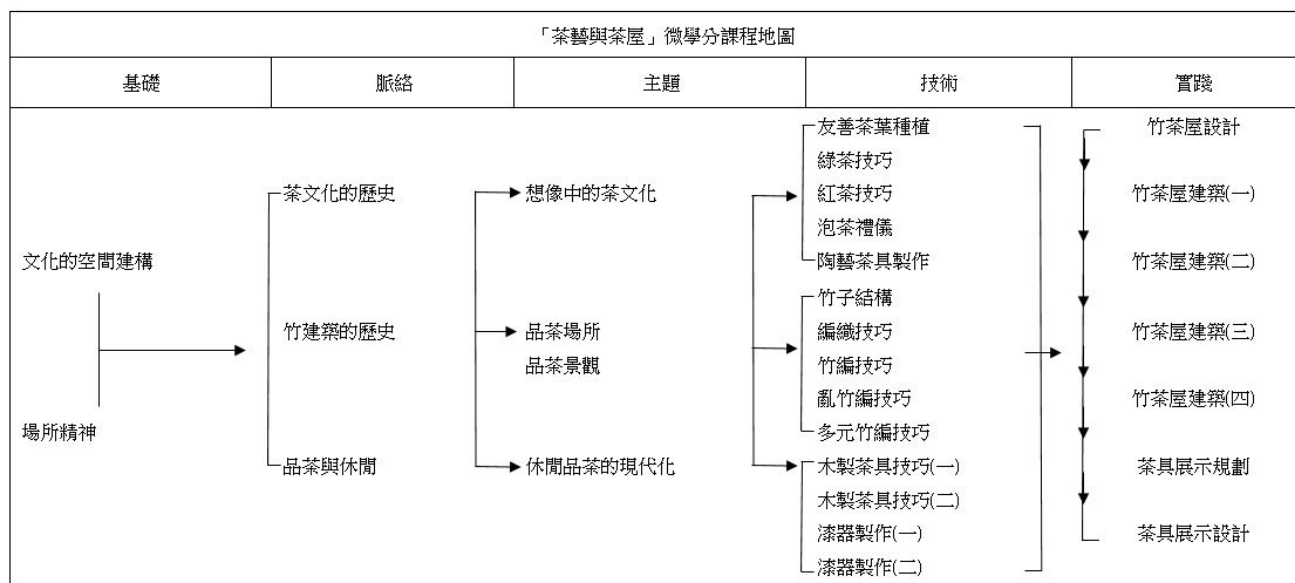 「茶藝與茶屋」微學分課程地圖
基礎
脈絡
主題
技術
實踐
文化的空間建構
場所精神
茶文化的歷史
竹建築的歷史
品茶與休閒
想像中的茶文化
品茶場所
品茶景觀
休閒品茶的現代化
友善茶葉種植
綠茶技巧
紅茶技巧
泡茶禮儀
陶藝茶具製作
竹子結構
編織技巧
竹編技巧
亂竹編技巧
多元竹編技巧
木製茶具技巧(一)
木製茶具技巧(二)
漆器製作(一)
漆器製作(二)
竹茶屋設計
竹茶屋建築(一)
竹茶屋建築(二)
竹茶屋建築(三)
竹茶屋建築(四)
茶具展示規劃
茶具展示設計